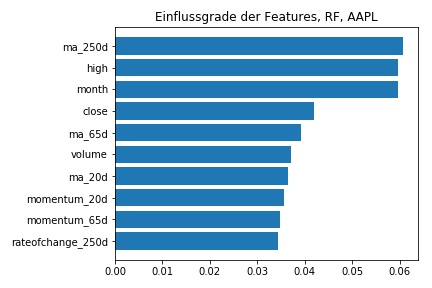 Einflussgrade der Features, RF, AAPL
ma_250d
high
month
close
ma_65d
volume
ma_20d
momentum_20d
momentum_65d
rateofchange_250d
0.00 0.01 0.02 0.03 0.04 0.05 0.06